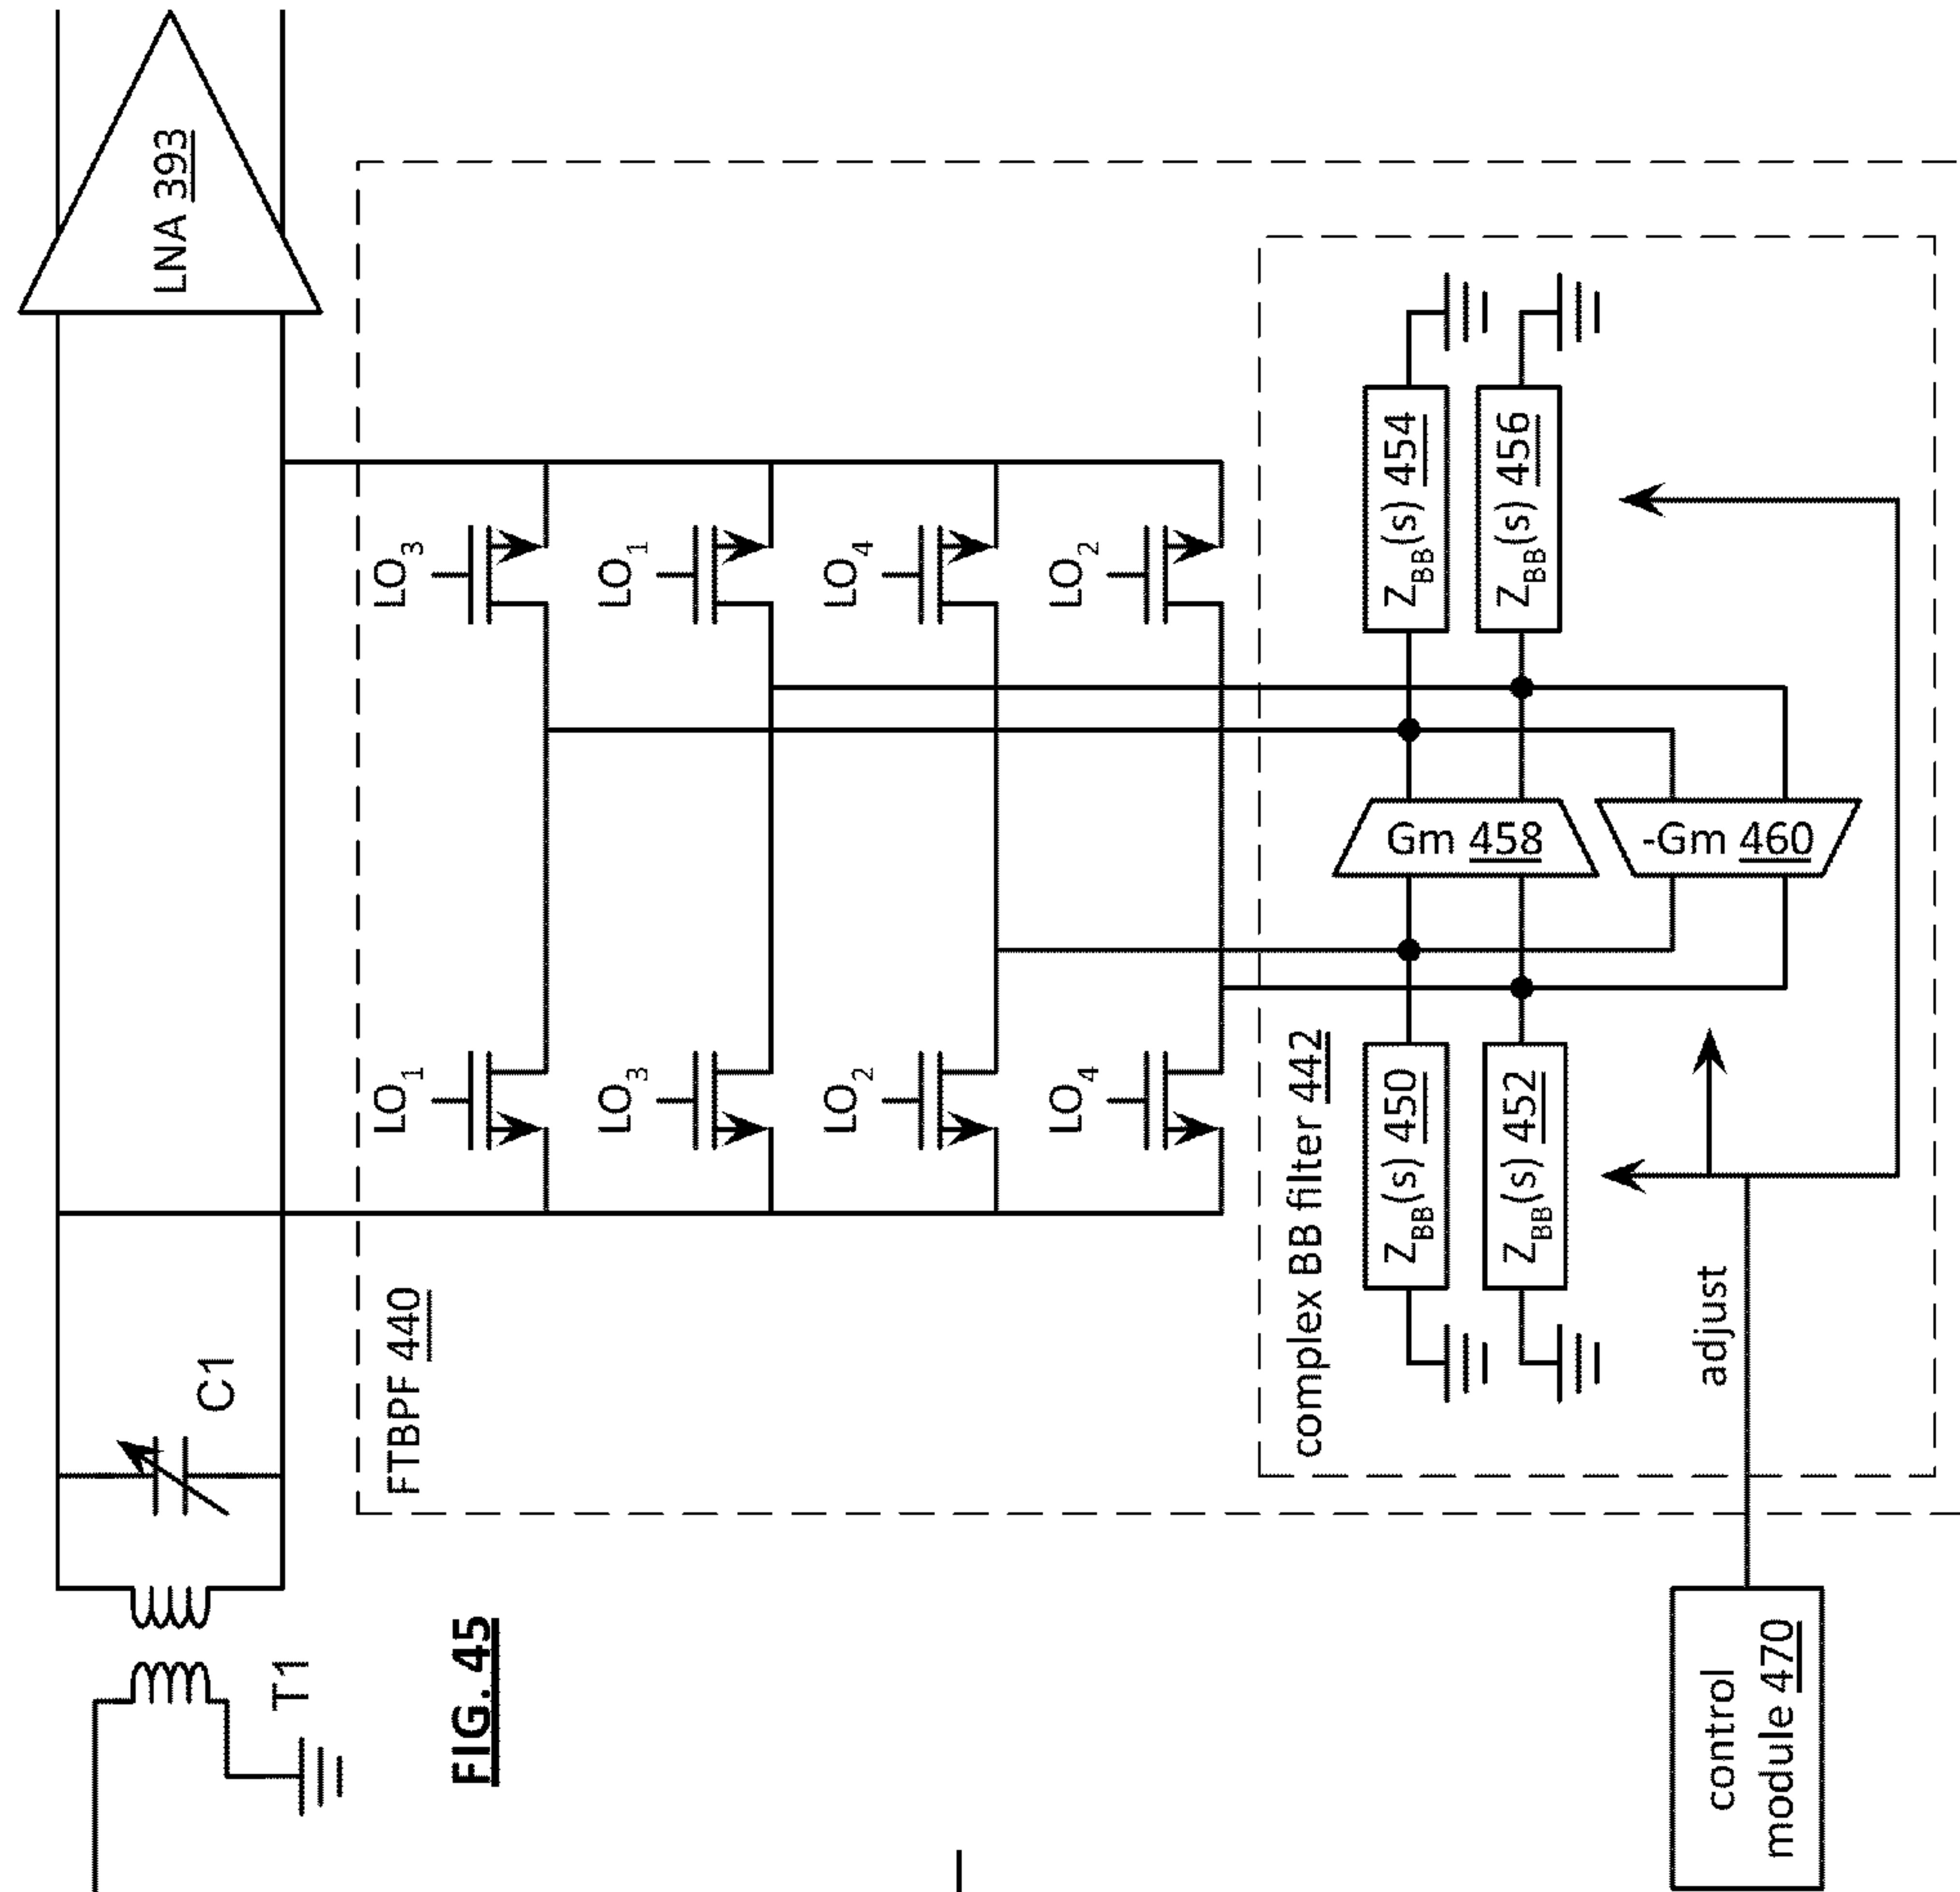 LNA 393
C1
T1
FTBPF 440
LO1
LO3
LO3
LO1
LO2
LO4
LO4
LO2
complex BB filter 442
ZBB(s) 450
ZBB(s) 454
Gm 458
ZBB(s) 452
ZBB(s) 456
-Gm 460
adjust
control
module 470
FIG. 45